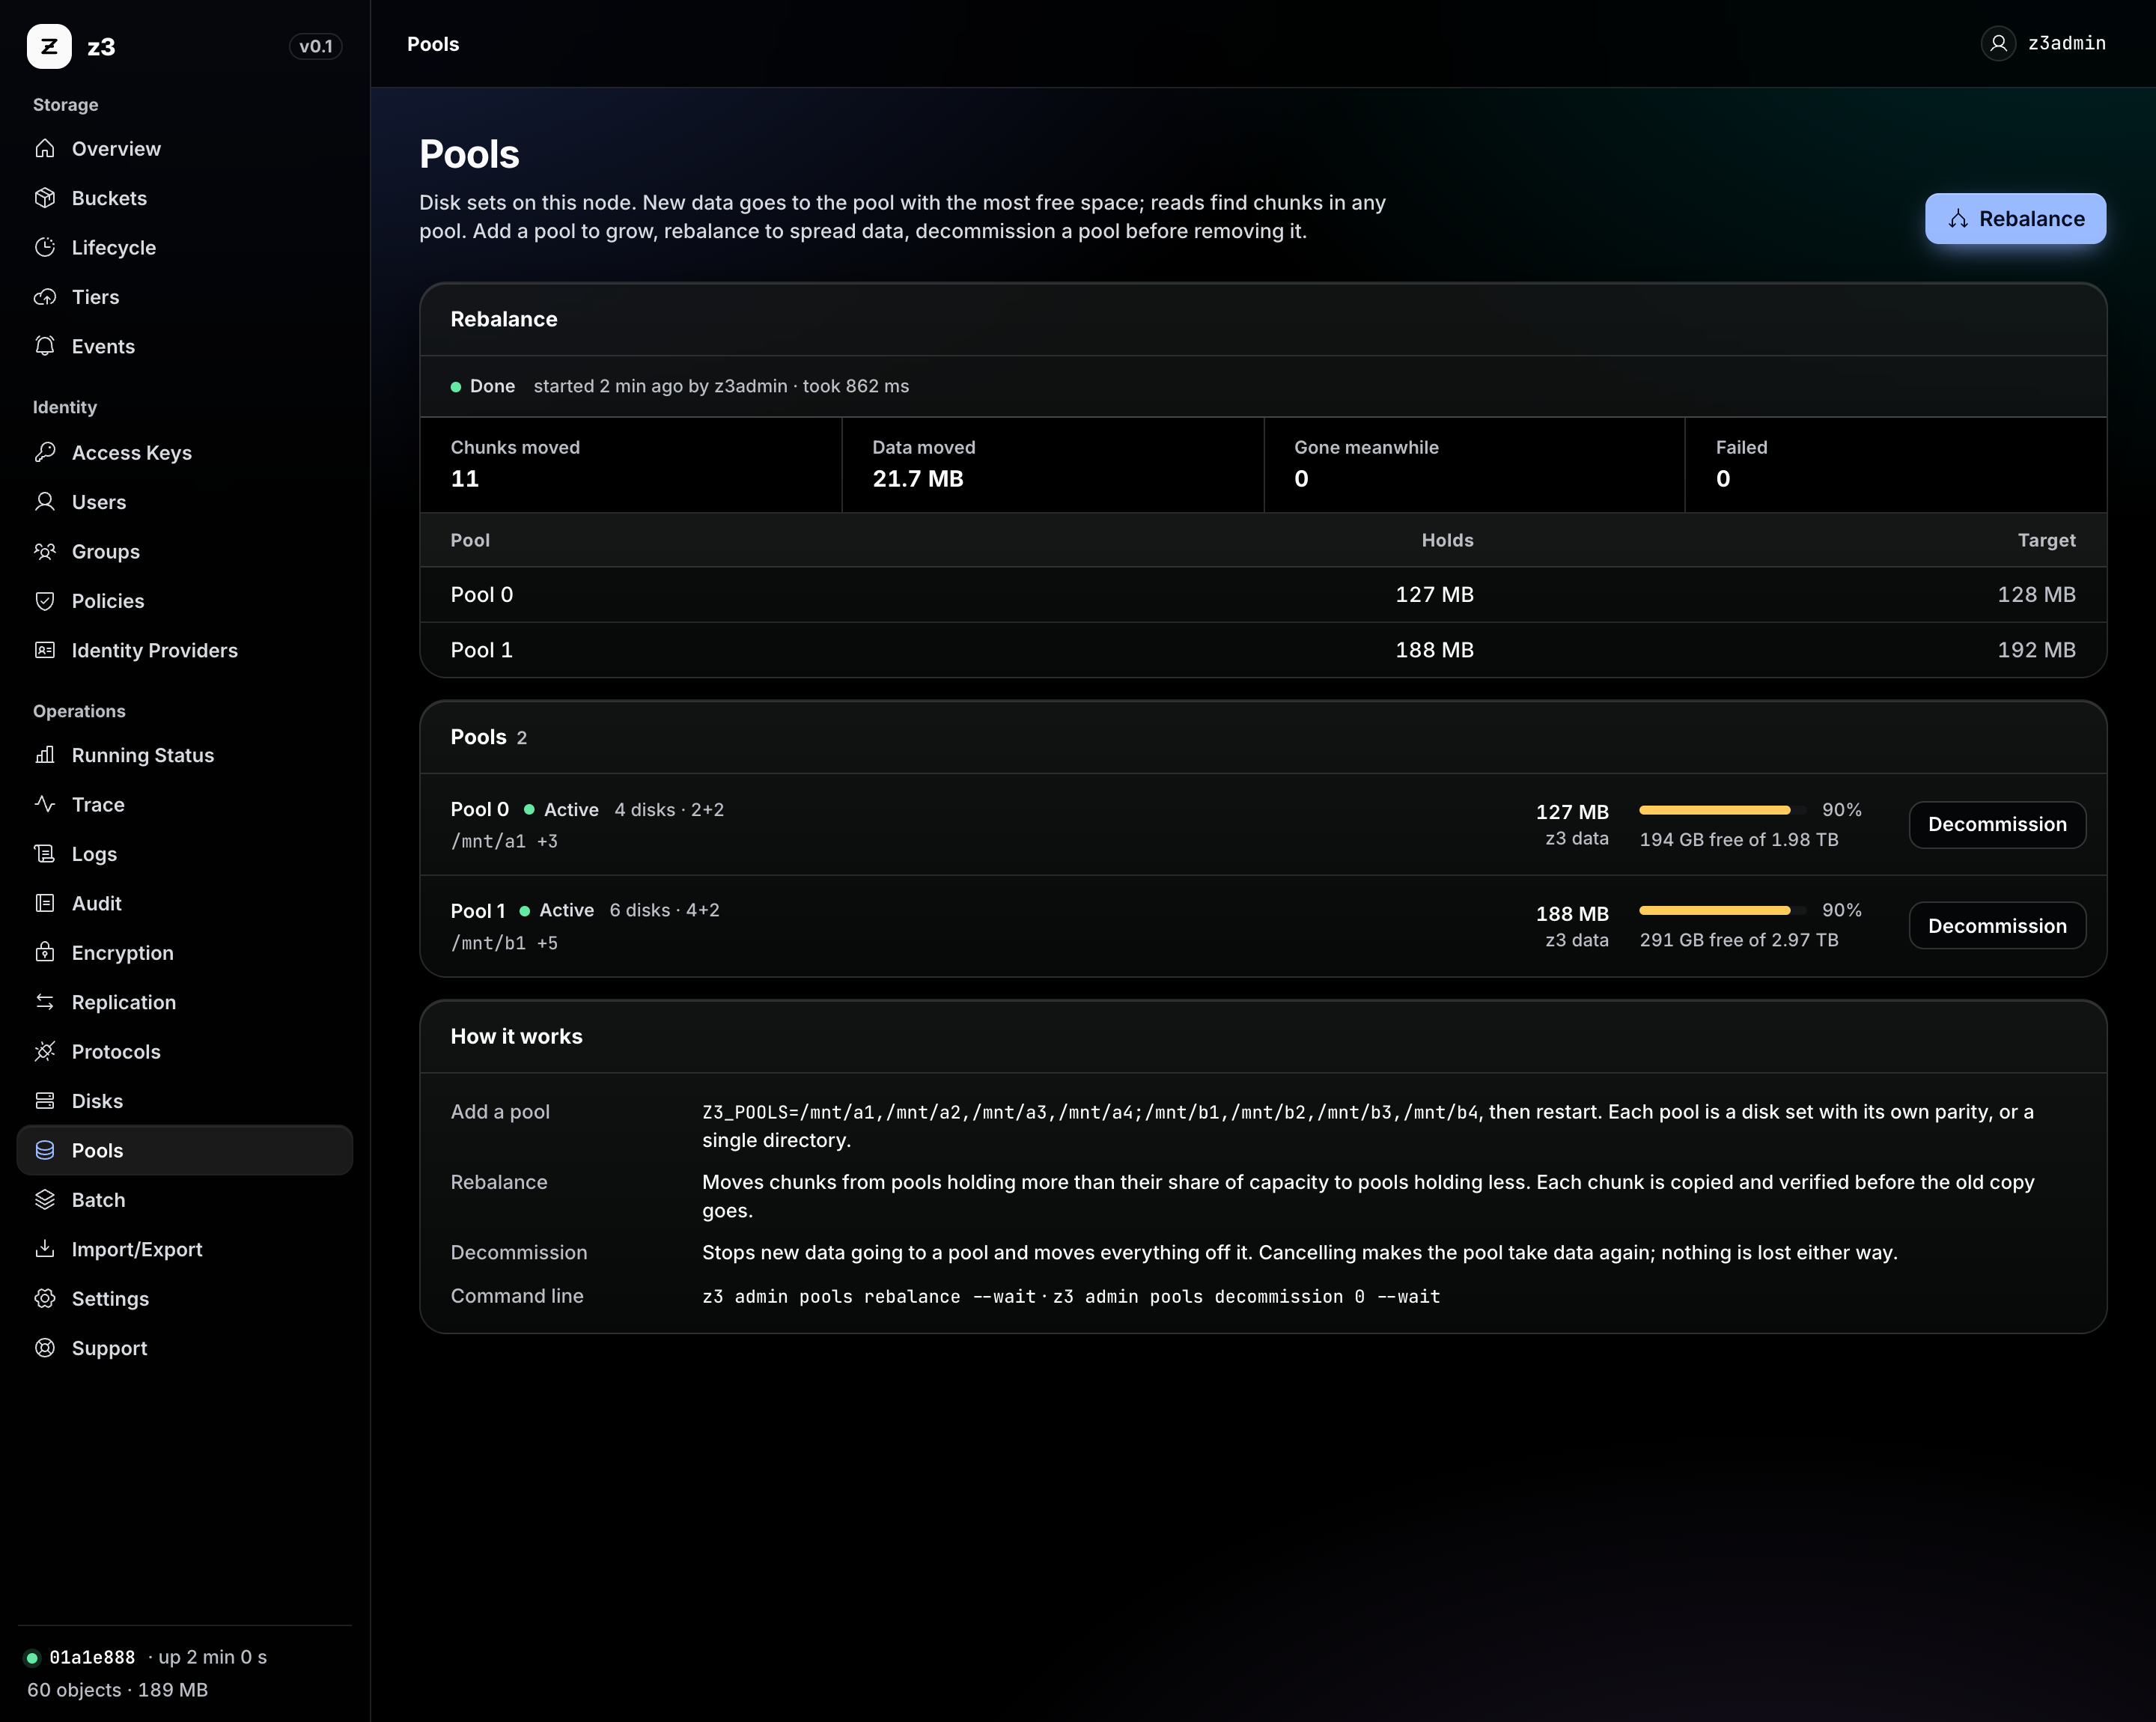 z3
v0.1
Storage
Overview
Buckets
Lifecycle
Tiers
Events
Identity
Access Keys
Users
Groups
Policies
Identity Providers
Operations
Running Status
Trace
Logs
Audit
Encryption
Replication
Protocols
Disks
Pools
Batch
Import/Export
Settings
Support
01a1e888 · up 2 min 0 s
60 objects · 189 MB
Pools
z3admin
Pools
Disk sets on this node. New data goes to the pool with the most free space; reads find chunks in any
pool. Add a pool to grow, rebalance to spread data, decommission a pool before removing it.
Rebalance
Rebalance
Done started 2 min ago by z3admin · took 862 ms
Chunks moved Data moved Gone meanwhile Failed
11 21.7 MB 0 0
Pool Holds Target
Pool 0 127 MB 128 MB
Pool 1 188 MB 192 MB
Pools 2
Pool 0 Active 4 disks · 2+2
/mnt/a1 +3
127 MB
z3 data
90%
194 GB free of 1.98 TB
Decommission
Pool 1 Active 6 disks · 4+2
/mnt/b1 +5
188 MB
z3 data
90%
291 GB free of 2.97 TB
Decommission
How it works
Add a pool Z3_POOLS=/mnt/a1,/mnt/a2,/mnt/a3,/mnt/a4;/mnt/b1,/mnt/b2,/mnt/b3,/mnt/b4, then restart. Each pool is a disk set with its own parity, or a
single directory.
Rebalance Moves chunks from pools holding more than their share of capacity to pools holding less. Each chunk is copied and verified before the old copy
goes.
Decommission Stops new data going to a pool and moves everything off it. Cancelling makes the pool take data again; nothing is lost either way.
Command line z3 admin pools rebalance --wait · z3 admin pools decommission 0 --wait